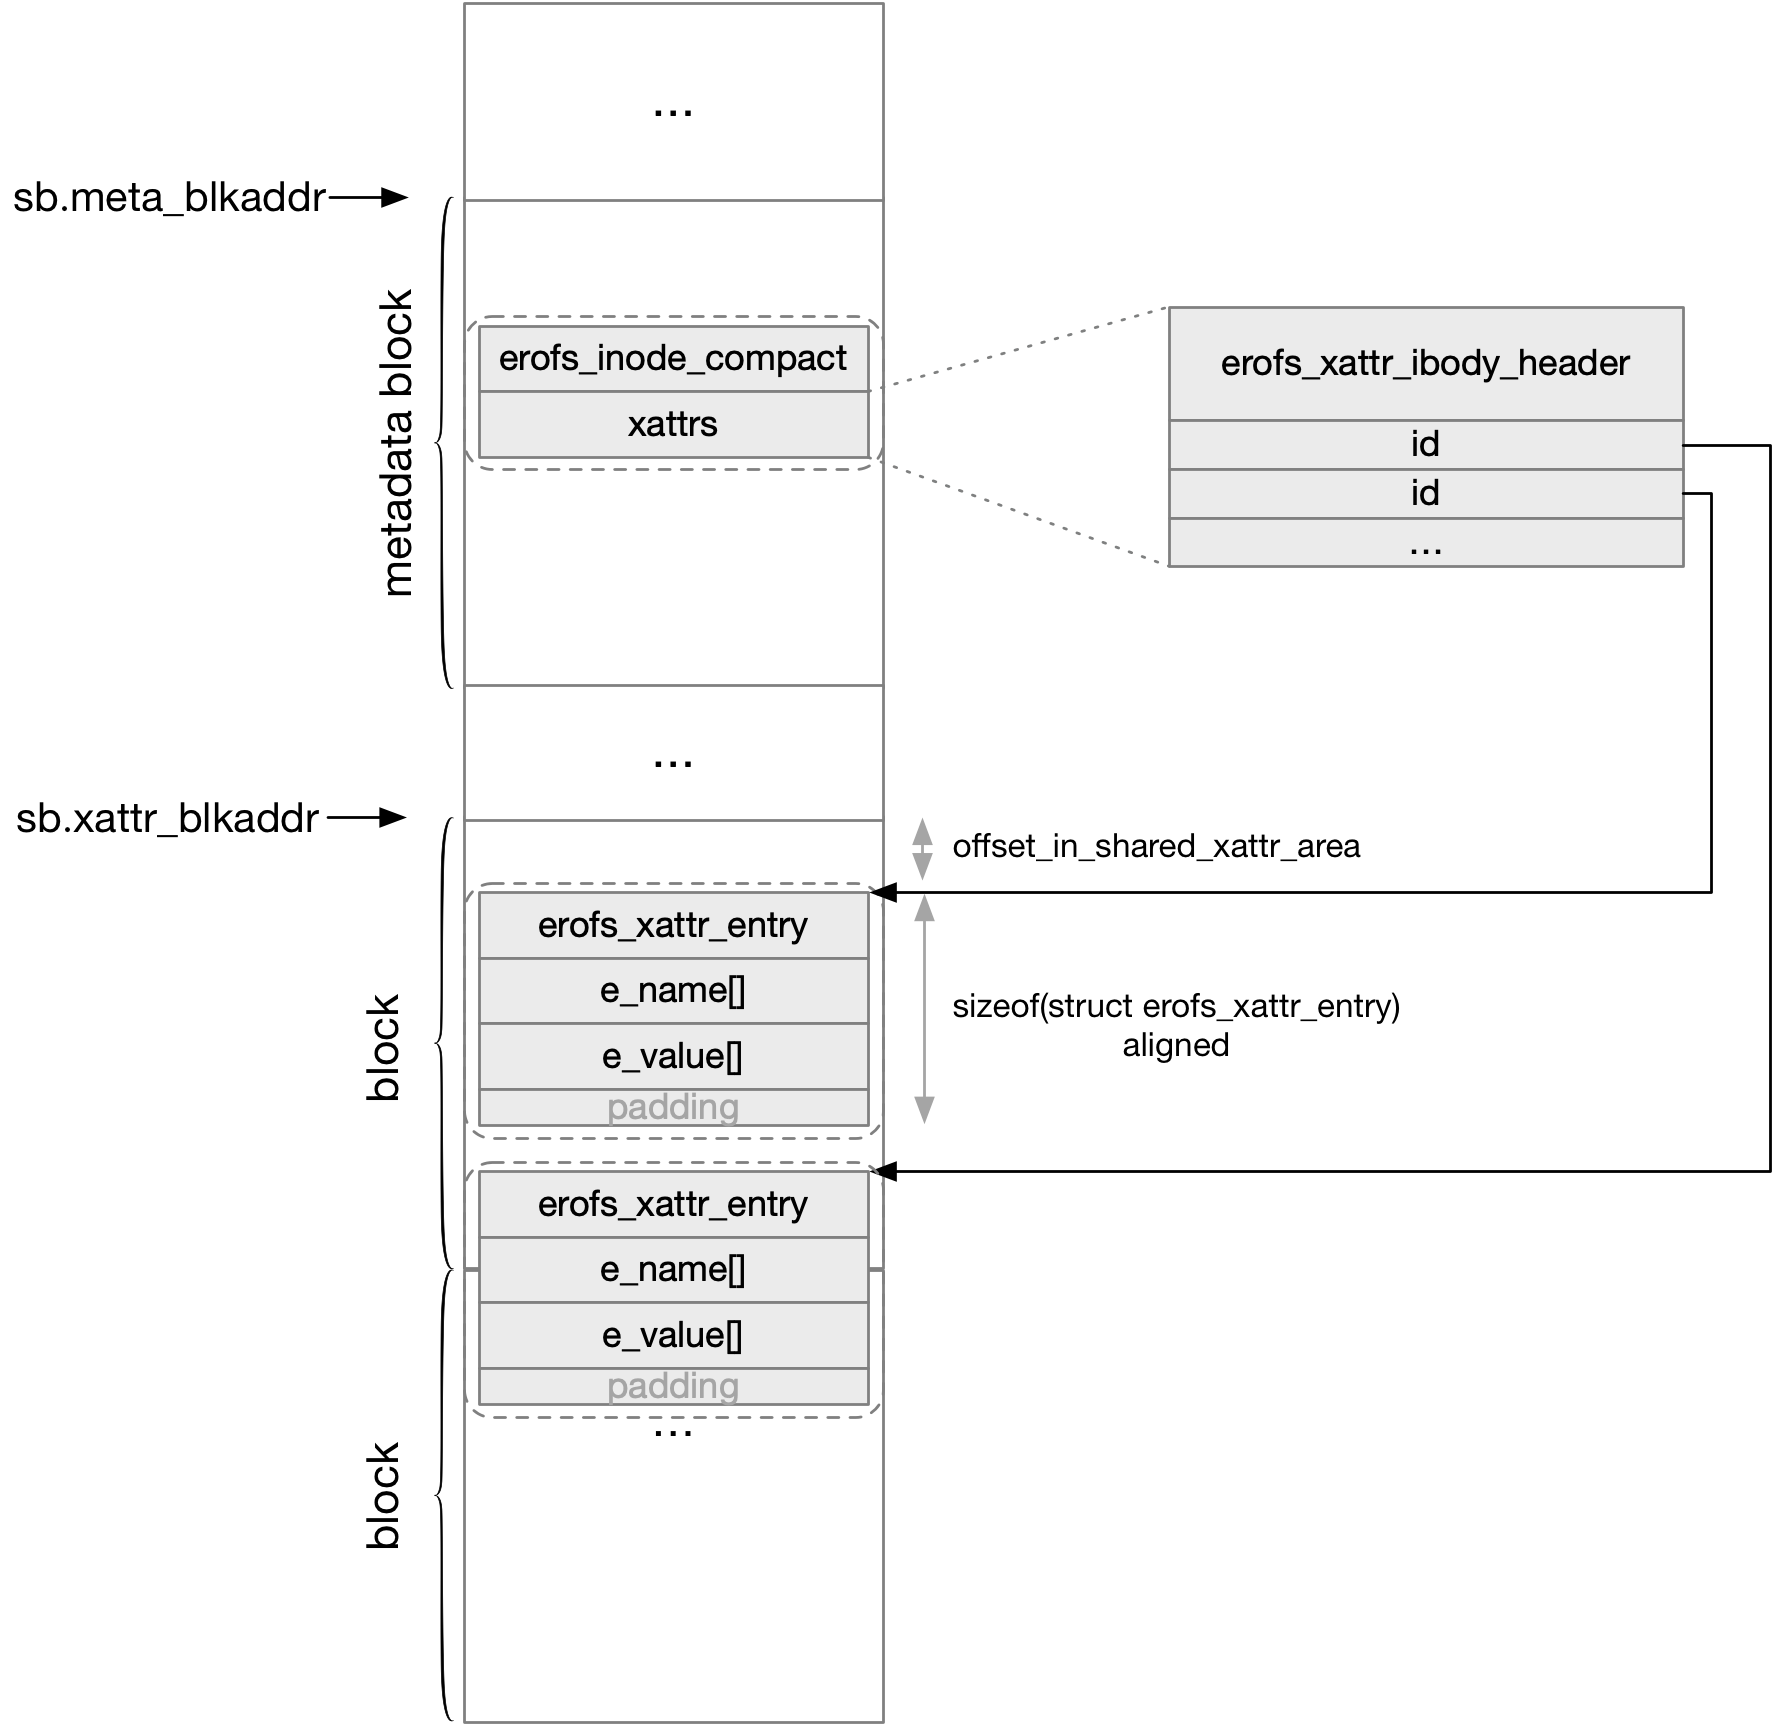 ...
sb.meta_blkaddr
metadata block
erofs_inode_compact
xattrs
erofs_xattr_ibody_header
id
id
...
...
sb.xattr_blkaddr
offset_in_shared_xattr_area
block
erofs_xattr_entry
e_name[]
e_value[]
padding
sizeof(struct erofs_xattr_entry)
aligned
erofs_xattr_entry
e_name[]
e_value[]
padding
...
block